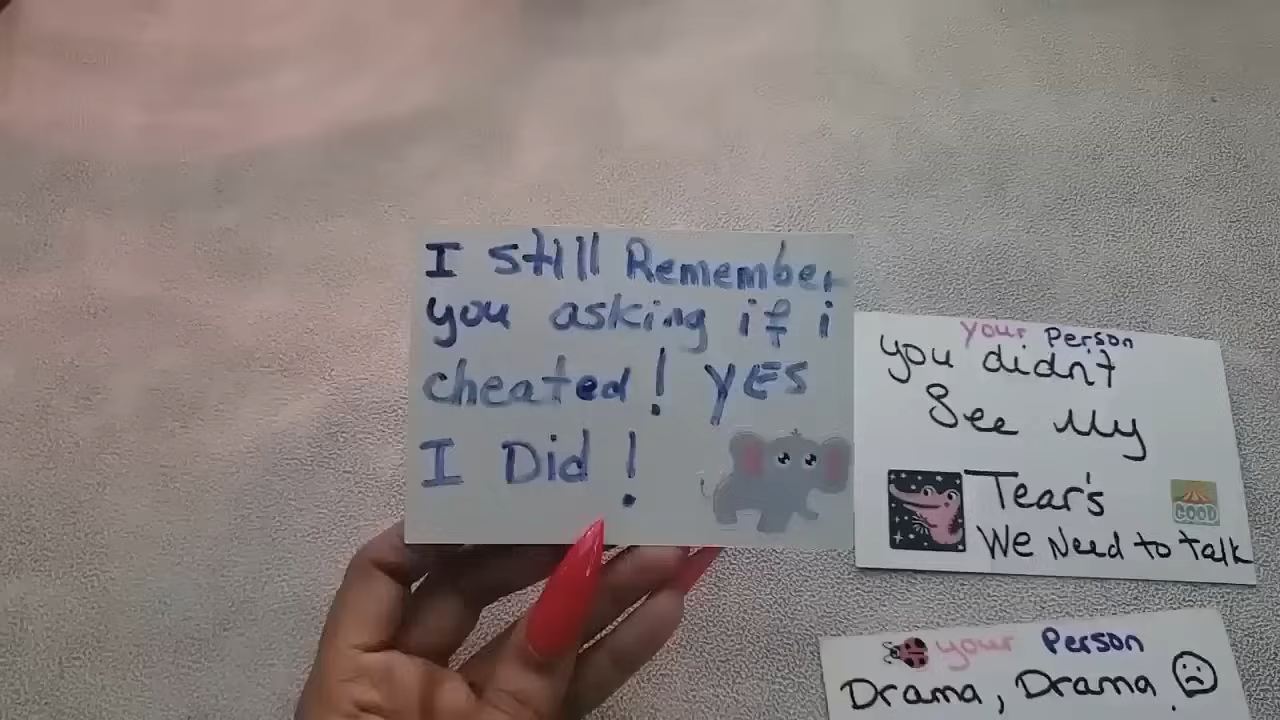 I Still Remember
you asking if i
cheated! YES
I Did!
your Person
you didn't
See My
Tear's
GOOD
We Need to talk
your Person
Drama, Drama